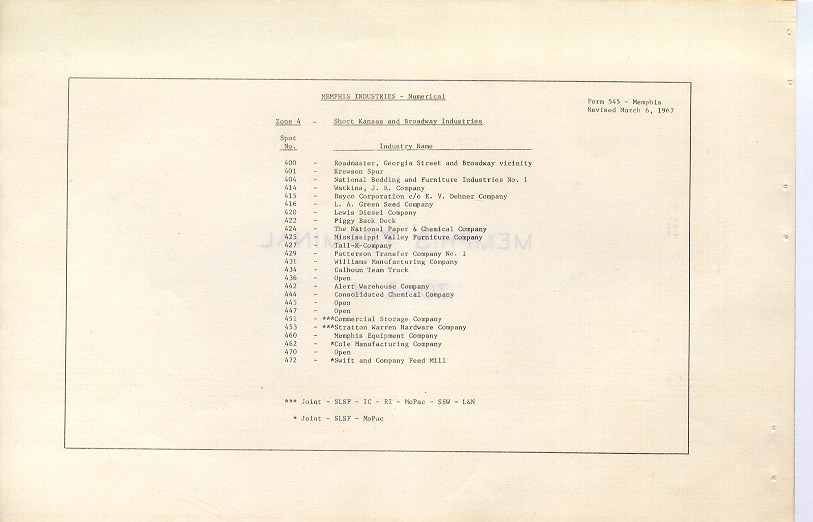 MEMPHIS INDUSTRIES - Numerical
Form 545 - Memphis
Revised March 6, 1967
Zone 4 - Short Kansas and Broadway Industries
Spot
No. Industry Name
400 - Roadmaster, Georgia Street and Broadway vicinity
401 - Krewson Spur
404 - National Bedding and Furniture Industries No. 1
414 - Watkins, J. R. Company
415 - Dayco Corporation c/o E. V. Dehner Company
416 - L. A. Green Seed Company
420 - Lewis Diesel Company
422 - Piggy Back Dock
424 - The National Paper & Chemical Company
425 - Mississippi Valley Furniture Company
427 - Tall-K-Company
429 - Patterson Transfer Company No. 1
431 - Williams Manufacturing Company
434 - Calhoun Team Track
436 - Open
442 - Alert Warehouse Company
444 - Consolidated Chemical Company
445 - Open
447 - Open
451 - ***Commercial Storage Company
453 - ***Stratton Warren Hardware Company
460 - Memphis Equipment Company
462 - *Cole Manufacturing Company
470 - Open
472 - *Swift and Company Feed Mill
*** Joint - SLSF - IC - RI - MoPac - SSW - L&N
* Joint - SLSF - MoPac